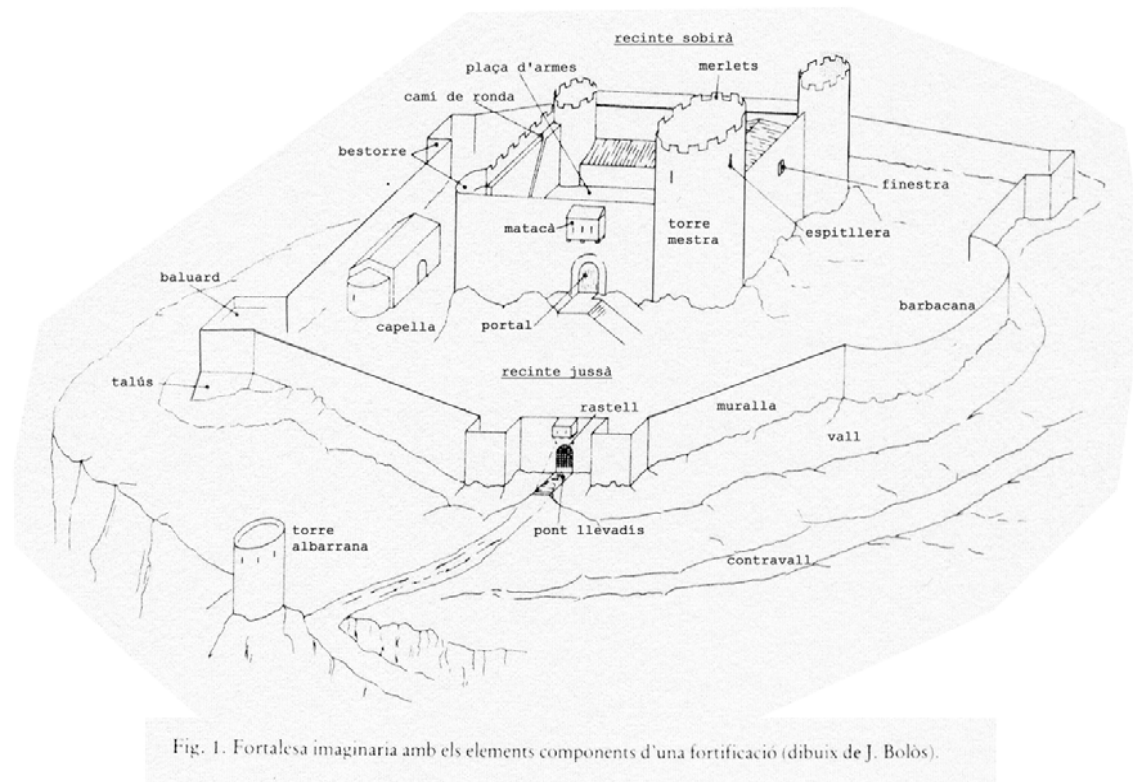 recinte sobirà
plaça d'armes
merlets
camí de ronda
bestorre
finestra
matacà
torre
mestra
espitllera
baluard
barbacana
capella
portal
recinte jussà
talús
rastell
muralla
vall
torre
albarrana
pont llevadís
contravall
Fig. 1. Fortalesa imaginaria amb els elements components d'una fortificació (dibuix de J. Bolòs).